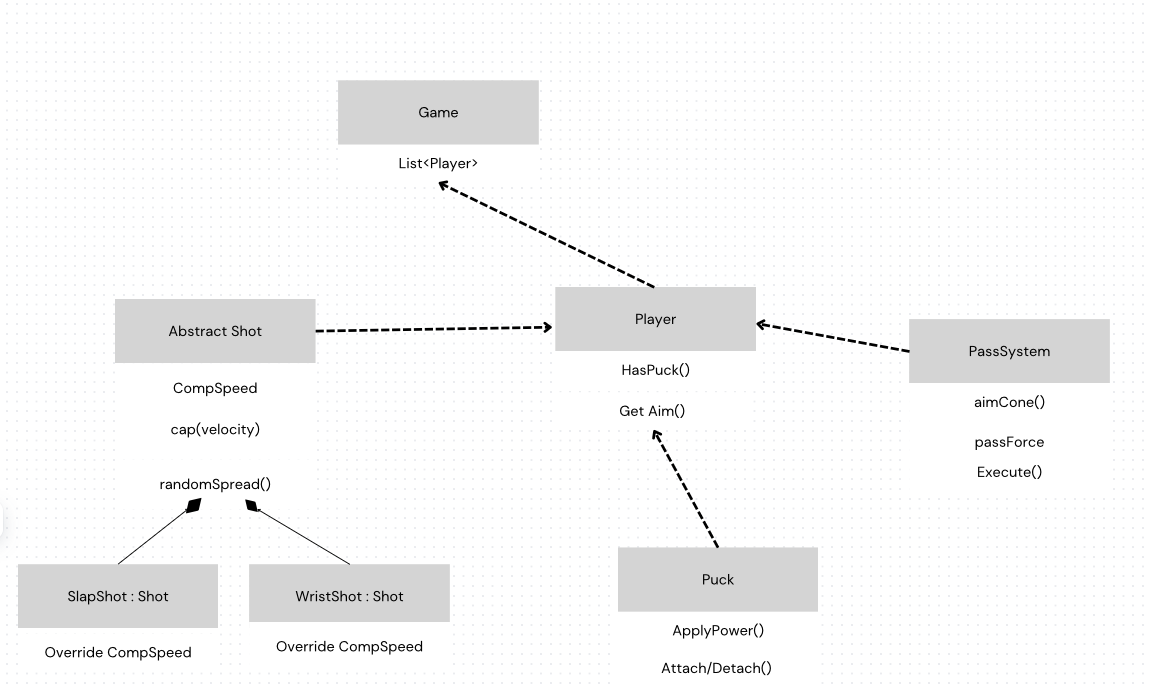 Game
List<Player>
Abstract Shot
CompSpeed
cap(velocity)
randomSpread()
Player
HasPuck()
Get Aim()
PassSystem
aimCone()
passForce
Execute()
SlapShot : Shot
Override CompSpeed
WristShot : Shot
Override CompSpeed
Puck
ApplyPower()
Attach/Detach()